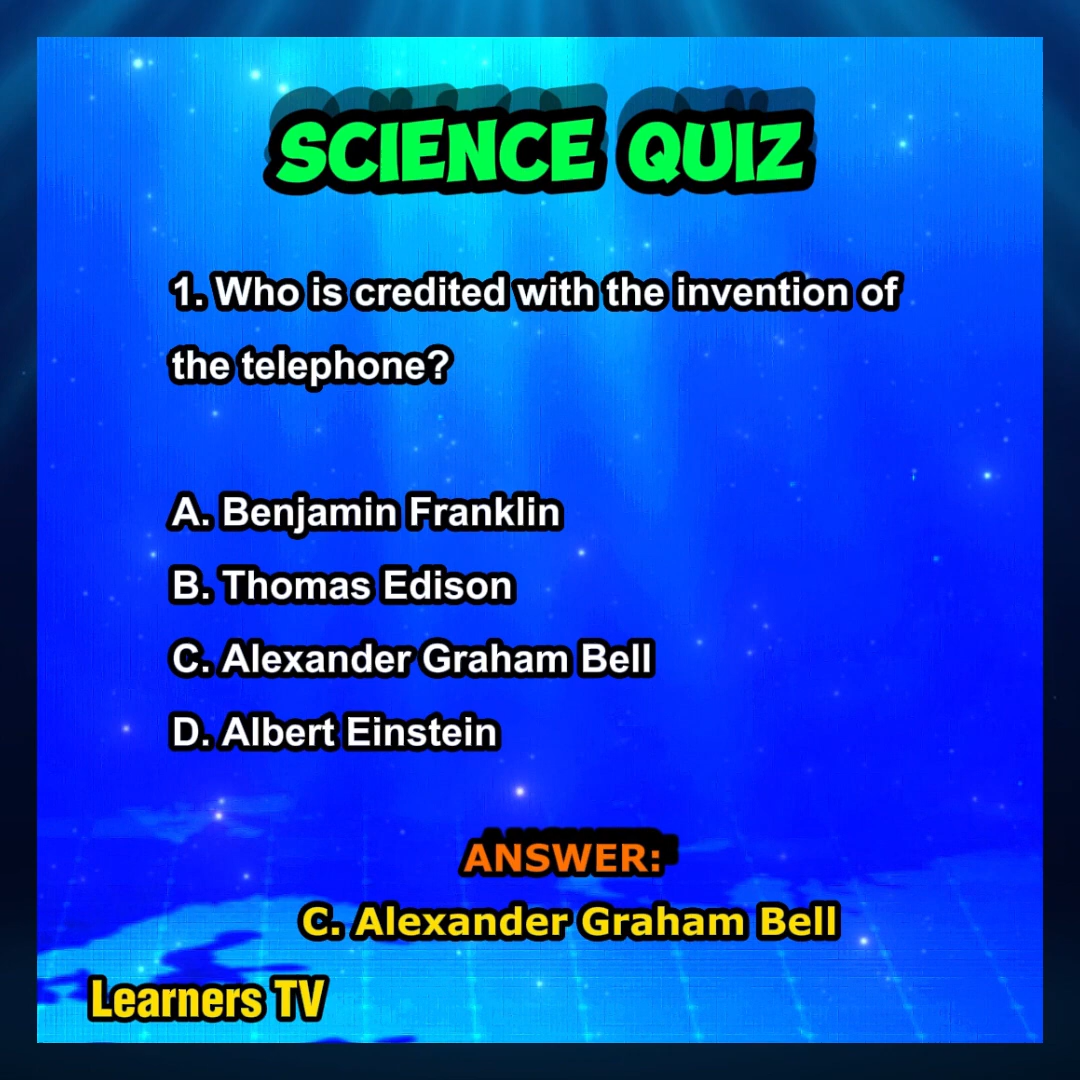 SCIENCE QUIZ
1. Who is credited with the invention of
the telephone?
A. Benjamin Franklin
B. Thomas Edison
C. Alexander Graham Bell
D. Albert Einstein
ANSWER:
C. Alexander Graham Bell
Learners TV